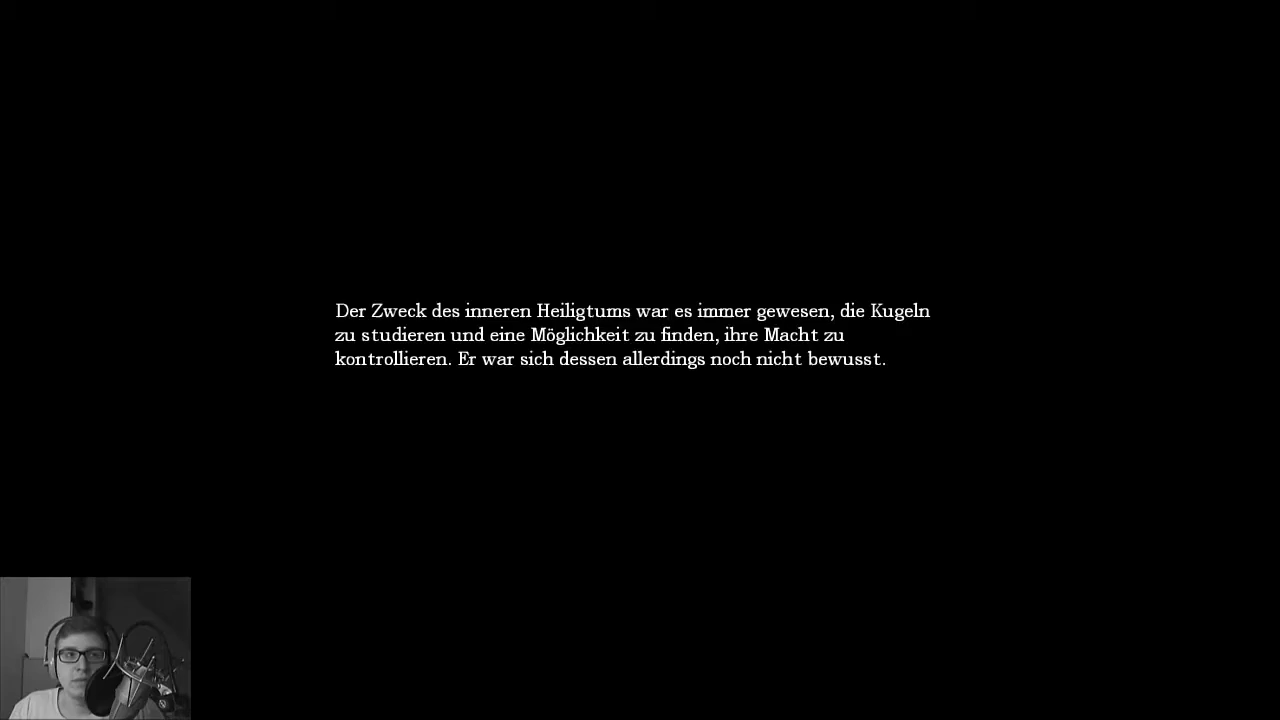 Der Zweck des inneren Heiligtums war es immer gewesen, die Kugeln
zu studieren und eine Möglichkeit zu finden, ihre Macht zu
kontrollieren. Er war sich dessen allerdings noch nicht bewusst.